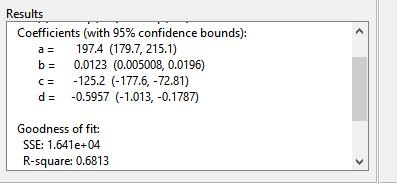 Results
Coefficients (with 95% confidence bounds):
a = 197.4 (179.7, 215.1)
b = 0.0123 (0.005008, 0.0196)
c = -125.2 (-177.6, -72.81)
d = -0.5957 (-1.013, -0.1787)
Goodness of fit:
SSE: 1.641e+04
R-square: 0.6813